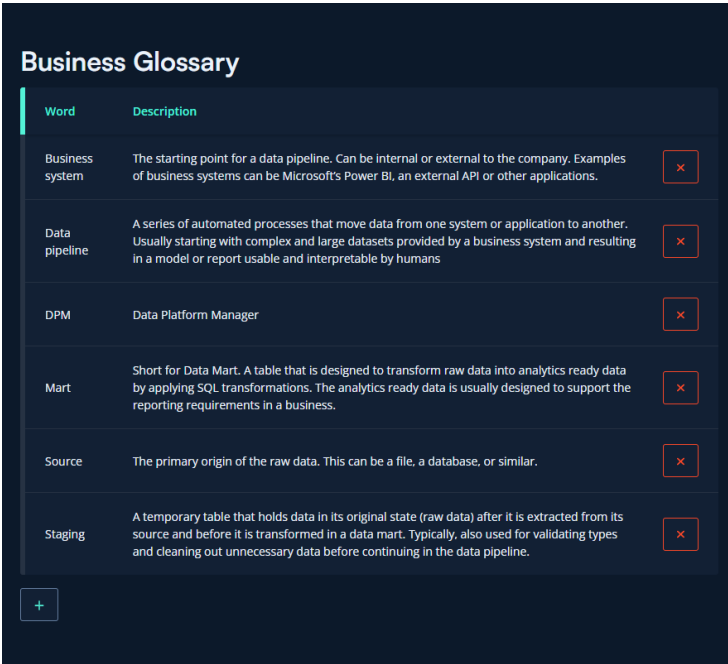 Business Glossary
Word
Description
Business
system
The starting point for a data pipeline. Can be internal or external to the company. Examples
of business systems can be Microsoft's Power BI, an external API or other applications.
Data
pipeline
A series of automated processes that move data from one system or application to another.
Usually starting with complex and large datasets provided by a business system and resulting
in a model or report usable and interpretable by humans
DPM
Data Platform Manager
Mart
Short for Data Mart. A table that is designed to transform raw data into analytics ready data
by applying SQL transformations. The analytics ready data is usually designed to support the
reporting requirements in a business.
Source
The primary origin of the raw data. This can be a file, a database, or similar.
Staging
A temporary table that holds data in its original state (raw data) after it is extracted from its
source and before it is transformed in a data mart. Typically, also used for validating types
and cleaning out unnecessary data before continuing in the data pipeline.